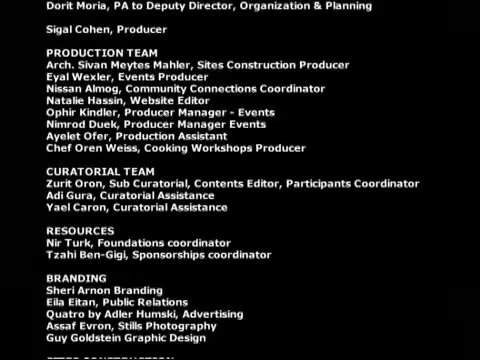 Dorit Moria, PA to Deputy Director, Organization & Planning
Sigal Cohen, Producer
PRODUCTION TEAM
Arch. Sivan Meytes Mahler, Sites Construction Producer
Eyal Wexler, Events Producer
Nissan Almog, Community Connections Coordinator
Natalie Hassin, Website Editor
Ophir Kindler, Producer Manager - Events
Nimrod Duek, Producer Manager Events
Ayelet Ofer, Production Assistant
Chef Oren Weiss, Cooking Workshops Producer
CURATORIAL TEAM
Zurit Oron, Sub Curatorial, Contents Editor, Participants Coordinator
Adi Gura, Curatorial Assistance
Yael Caron, Curatorial Assistance
RESOURCES
Nir Turk, Foundations coordinator
Tzahi Ben-Gigi, Sponsorships coordinator
BRANDING
Sheri Arnon Branding
Eila Eitan, Public Relations
Quatro by Adler Humski, Advertising
Assaf Evron, Stills Photography
Guy Goldstein Graphic Design